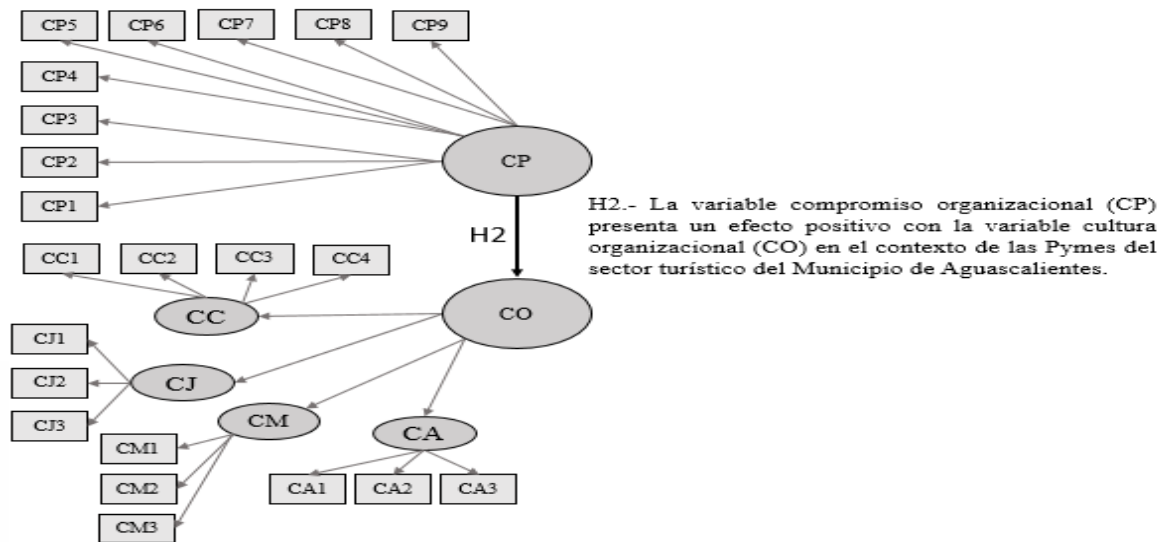 CP5 CP6 CP7 CP8 CP9
CP4
CP3
CP
CP2
CP1
H2.- La variable compromiso organizacional (CP)
presenta un efecto positivo con la variable cultura
organizacional (CO) en el contexto de las Pymes del
sector turístico del Municipio de Aguascalientes.
H2
CC1 CC2 CC3 CC4
CC
CO
CJ1
CJ2
CJ
CJ3
CM
CA
CM1
CM2
CA1 CA2 CA3
CM3